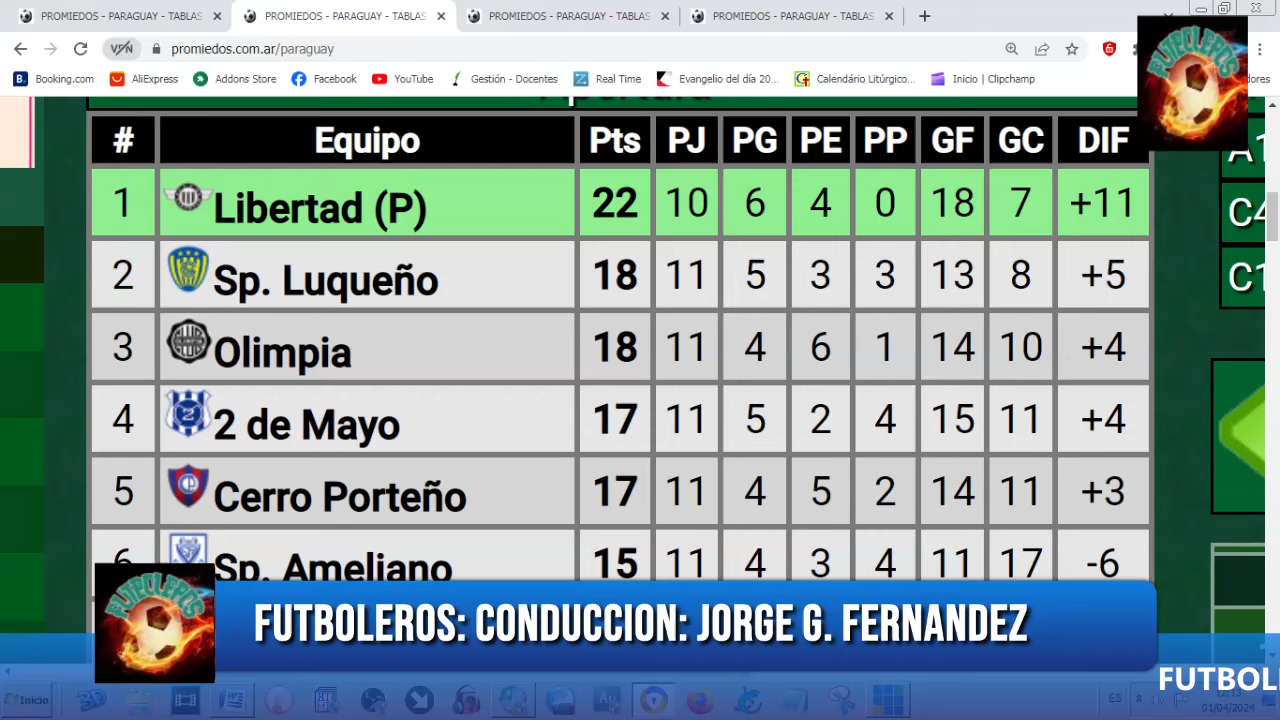 PROMIEDOS - PARAGUAY - TABLAS
PROMIEDOS - PARAGUAY - TABLAS
PROMIEDOS - PARAGUAY - TABLAS
PROMIEDOS - PARAGUAY - TABLAS
VPN promiedos.com.ar/paraguay
Booking.com AliExpress Addons Store Facebook YouTube Gestión - Docentes... Real Time Evangelio del día 20... Calendário Litúrgico... Inicio | Clipchamp
FUTBOLEROS
# Equipo Pts PJ PG PE PP GF GC DIF
1 Libertad (P) 22 10 6 4 0 18 7 +11
2 Sp. Luqueño 18 11 5 3 3 13 8 +5
3 Olimpia 18 11 4 6 1 14 10 +4
4 2 de Mayo 17 11 5 2 4 15 11 +4
5 Cerro Porteño 17 11 4 5 2 14 11 +3
6 Sp. Ameliano 15 11 4 3 4 11 17 -6
FUTBOLEROS
FUTBOLEROS: CONDUCCION: JORGE G. FERNANDEZ
FUTBOL
Inicio
ES
12:13
01/04/2024